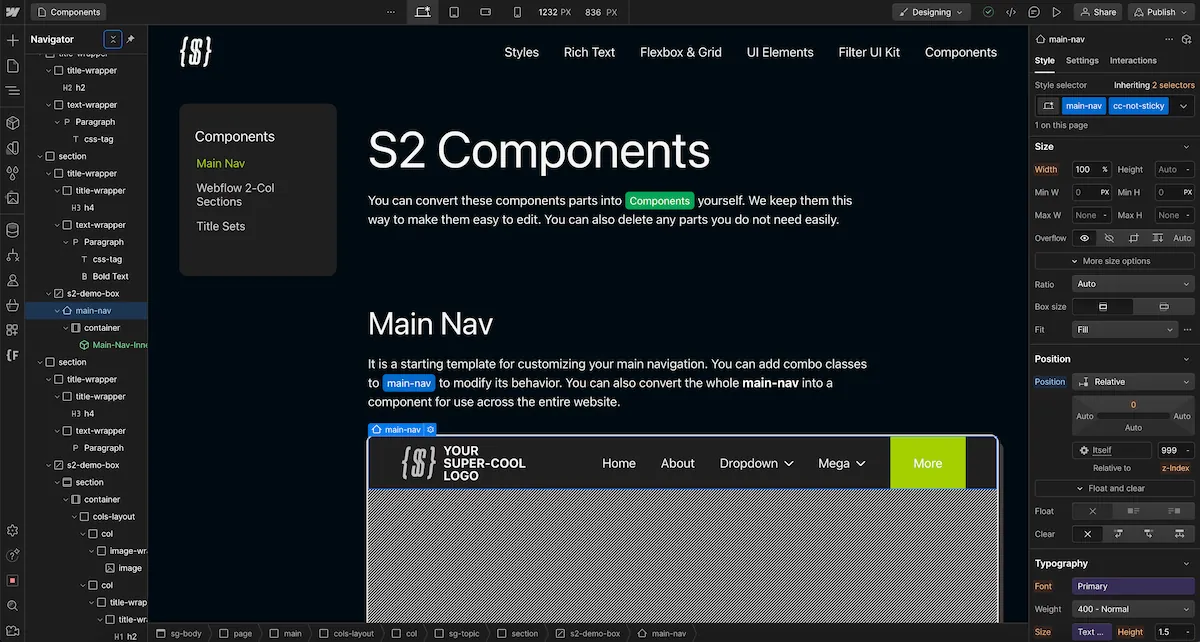 Components
1232 PX
836 PX
Designing
Share
Publish
Navigator
title-wrapper
title-wrapper
H2 h2
text-wrapper
P Paragraph
T css-tag
section
title-wrapper
title-wrapper
H3 h4
text-wrapper
P Paragraph
T css-tag
B Bold Text
s2-demo-box
main-nav
container
Main-Nav-Inne
section
title-wrapper
title-wrapper
H3 h4
text-wrapper
P Paragraph
s2-demo-box
section
container
cols-layout
col
image-wra
image
col
title-wrap
title-w
H1 h2
{S}
Styles
Rich Text
Flexbox & Grid
UI Elements
Filter UI Kit
Components
Components
Main Nav
Webflow 2-Col
Sections
Title Sets
S2 Components
You can convert these components parts into Components yourself. We keep them this
way to make them easy to edit. You can also delete any parts you do not need easily.
Main Nav
It is a starting template for customizing your main navigation. You can add combo classes
to main-nav to modify its behavior. You can also convert the whole main-nav into a
component for use across the entire website.
main-nav
{S}
YOUR
SUPER-COOL
LOGO
Home
About
Dropdown
Mega
More
sg-body
page
main
cols-layout
col
sg-topic
section
s2-demo-box
main-nav
main-nav
Style
Settings
Interactions
Style selector
Inheriting 2 selectors
main-nav
cc-not-sticky
1 on this page
Size
Width 100 % Height Auto -
Min W 0 PX Min H 0 PX
Max W None - Max H None -
Overflow Auto
More size options
Ratio Auto
Box size
Fit Fill
Position
Position Relative
0
Auto Auto
Auto
Itself 999 -
Relative to z-Index
Float and clear
Float
Clear
Typography
Font Primary
Weight 400 - Normal
Size Text ... Height 1.5 -